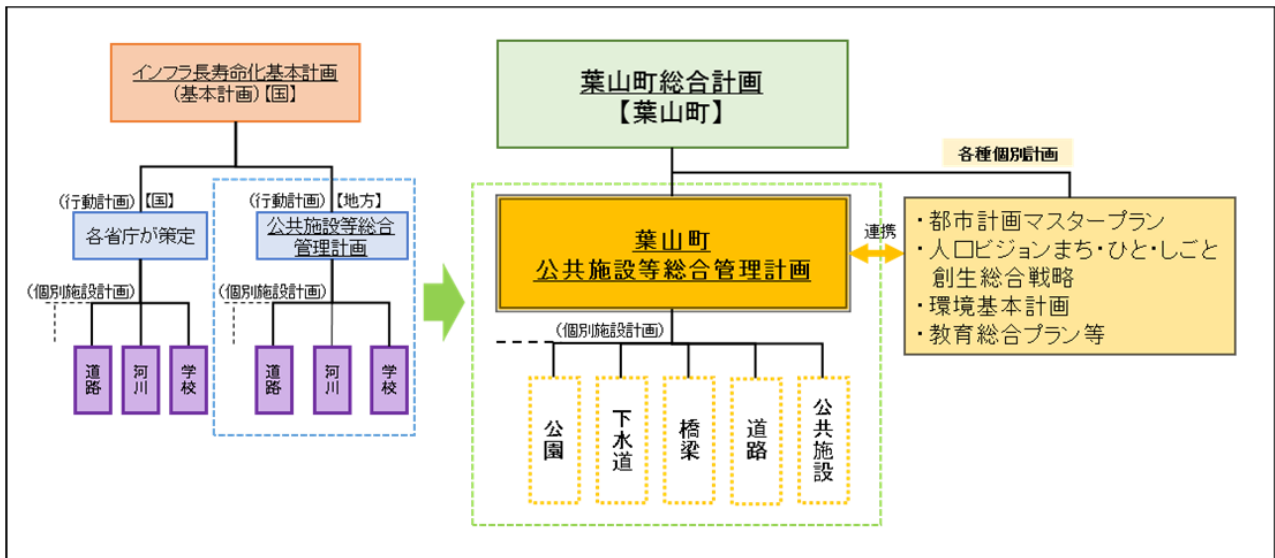 インフラ長寿命化基本計画
(基本計画)【国】
(行動計画)【国】
各省庁が策定
(個別施設計画)
道路
河川
学校
(行動計画)【地方】
公共施設等総合
管理計画
(個別施設計画)
道路
河川
学校
葉山町総合計画
【葉山町】
各種個別計画
葉山町
公共施設等総合管理計画
連携
・都市計画マスタープラン
・人口ビジョンまち・ひと・しごと
創生総合戦略
・環境基本計画
・教育総合プラン等
(個別施設計画)
公園
下水道
橋梁
道路
公共施設